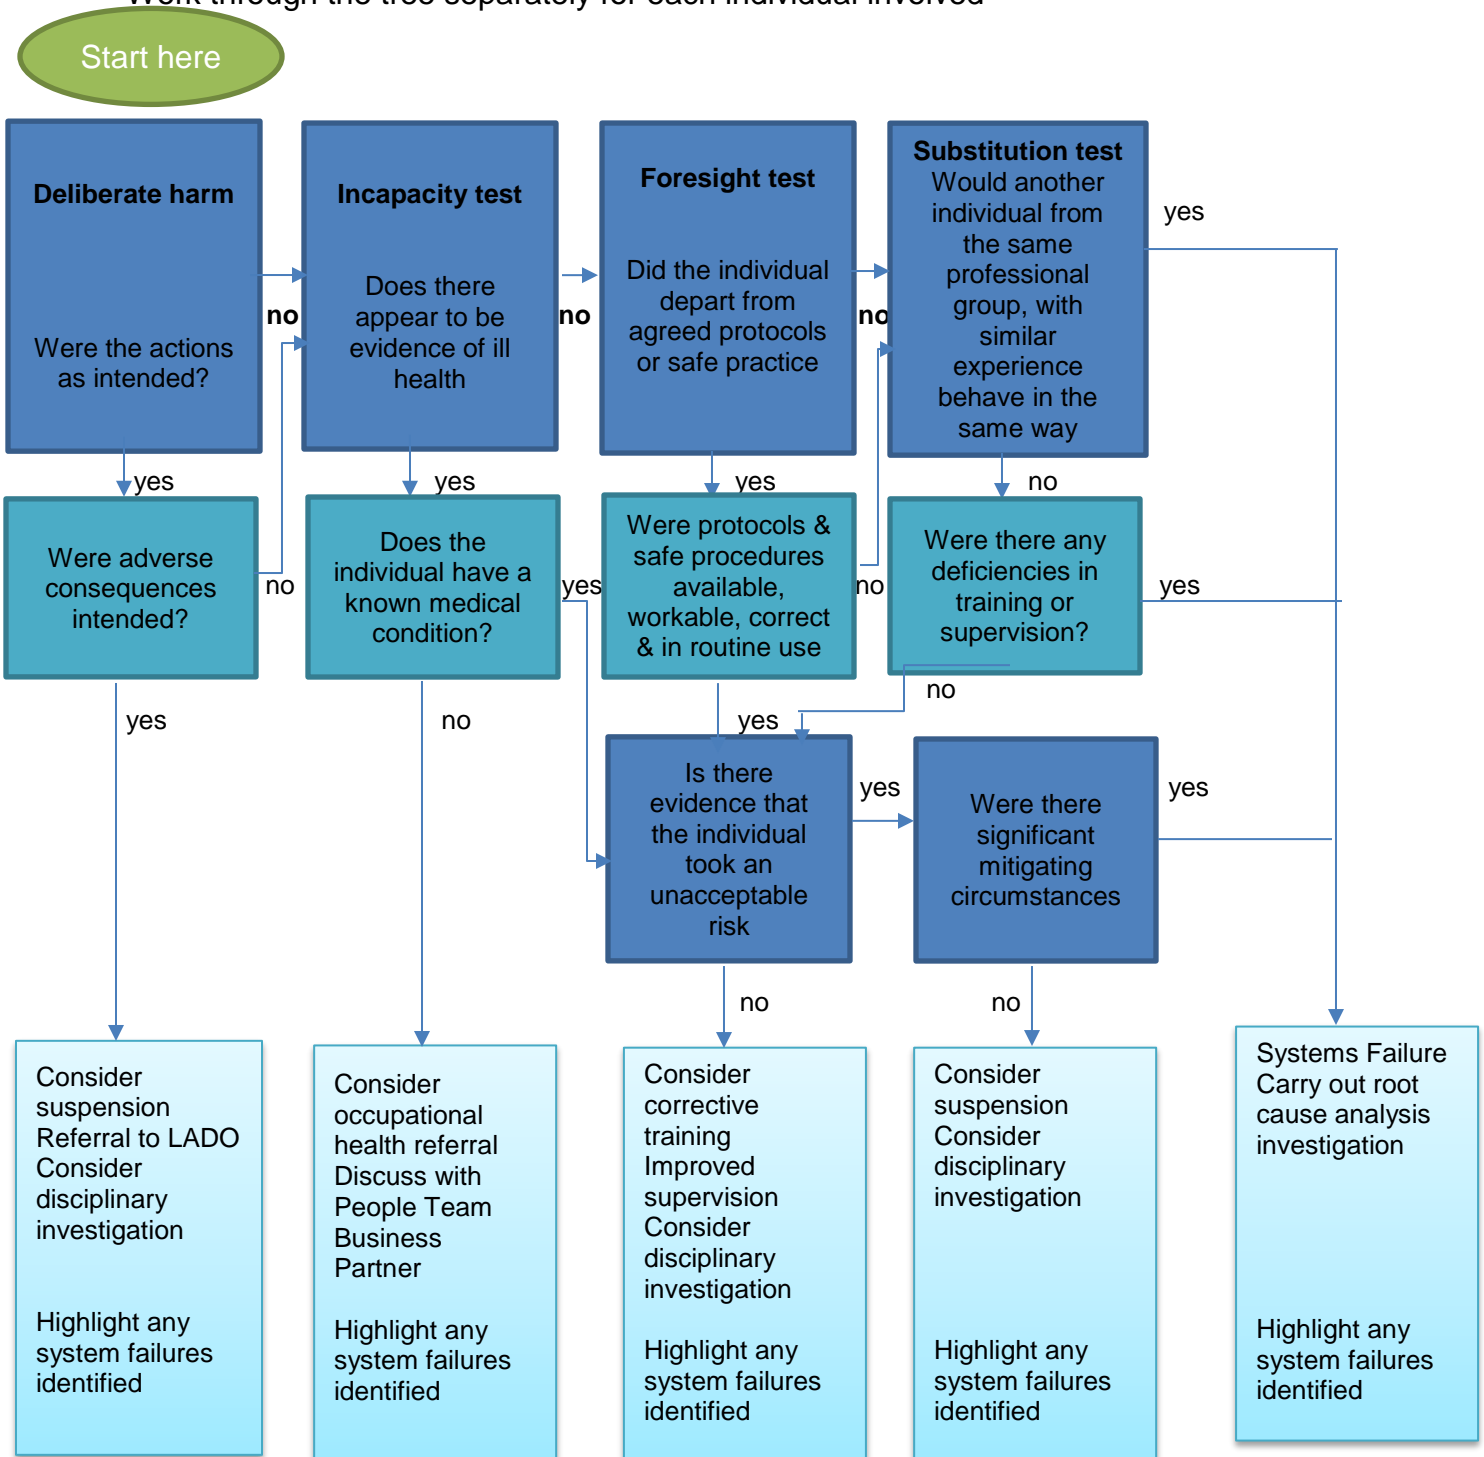 Work through the tree separately for each individual involved
Start here
Deliberate harm
Were the actions
as intended?
no
Incapacity test
Does there
appear to be
evidence of ill
health
no
Foresight test
Did the individual
depart from
agreed protocols
or safe practice
no
Substitution test
Would another
individual from
the same
professional
group, with
similar
experience
behave in the
same way
yes
yes
yes
yes
no
Were adverse
consequences
intended?
no
Does the
individual have a
known medical
condition?
yes
Were protocols &
safe procedures
available,
workable, correct
& in routine use
no
Were there any
deficiencies in
training or
supervision?
yes
yes
no
yes
no
Is there
evidence that
the individual
took an
unacceptable
risk
yes
Were there
significant
mitigating
circumstances
yes
no
no
Consider
suspension
Referral to LADO
Consider
disciplinary
investigation
Highlight any
system failures
identified
Consider
occupational
health referral
Discuss with
People Team
Business
Partner
Highlight any
system failures
identified
Consider
corrective
training
Improved
supervision
Consider
disciplinary
investigation
Highlight any
system failures
identified
Consider
suspension
Consider
disciplinary
investigation
Highlight any
system failures
identified
Systems Failure
Carry out root
cause analysis
investigation
Highlight any
system failures
identified